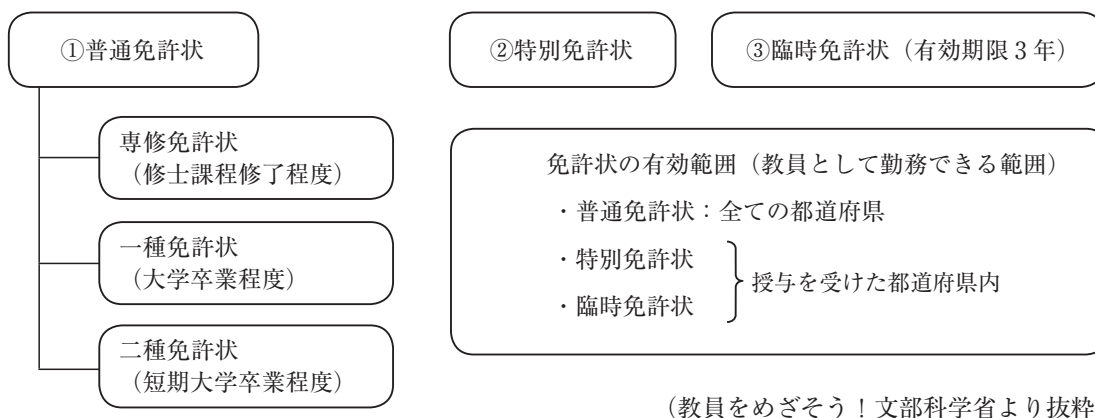 ①普通免許状
②特別免許状
③臨時免許状(有効期限3年)
専修免許状
(修士課程修了程度)
一種免許状
(大学卒業程度)
二種免許状
(短期大学卒業程度)
免許状の有効範囲(教員として勤務できる範囲)
・普通免許状:全ての都道府県
・特別免許状
・臨時免許状
授与を受けた都道府県内
(教員をめざそう!文部科学省より抜粋